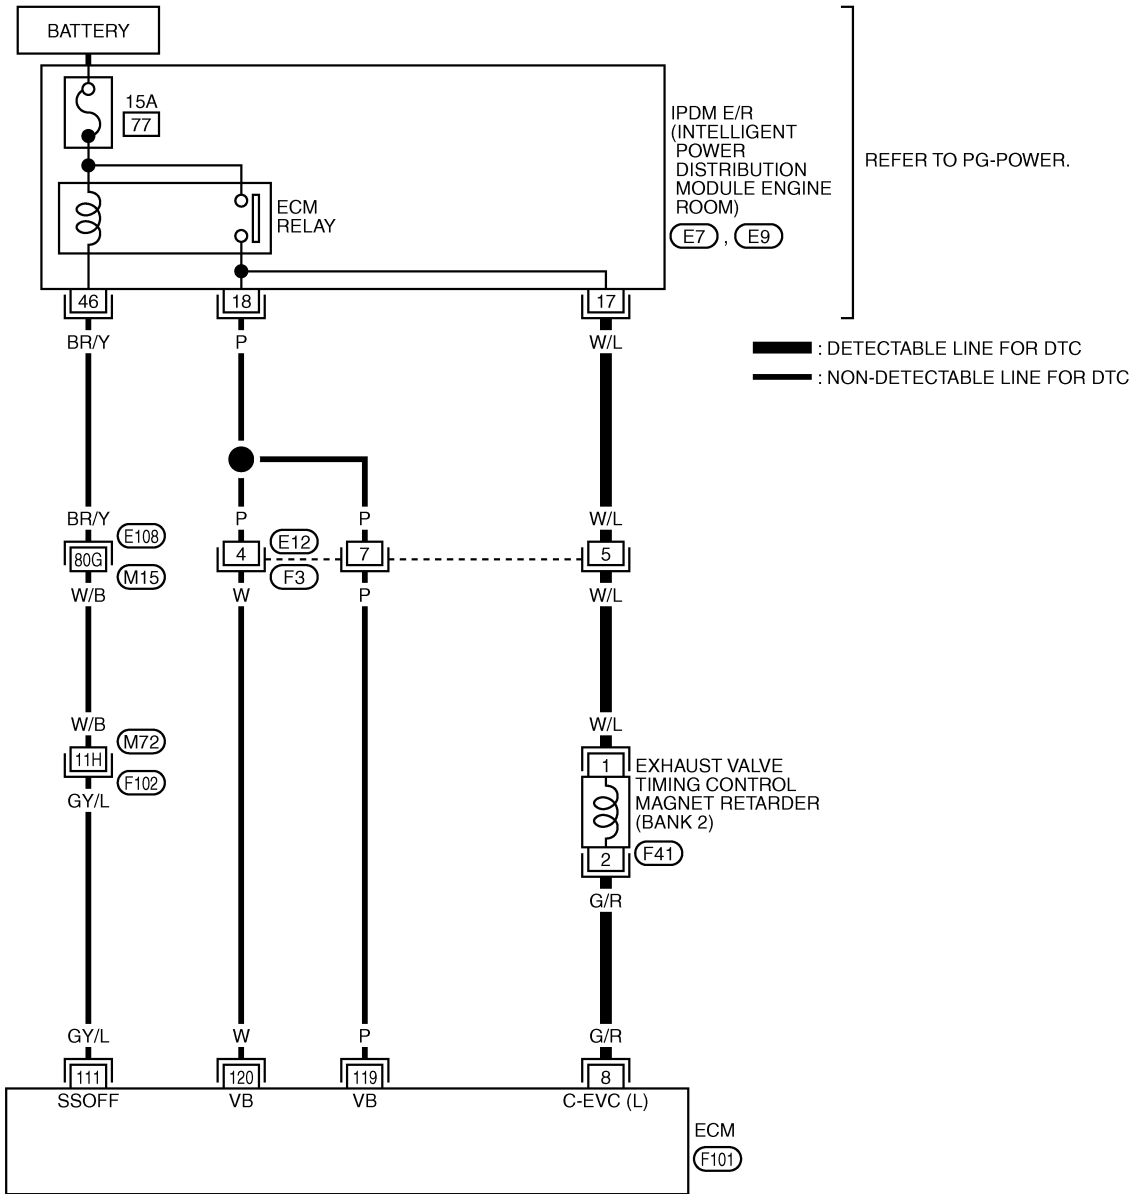 BATTERY
15A
77
IPDM E/R
(INTELLIGENT
POWER
DISTRIBUTION
MODULE ENGINE
ROOM)
E7 , E9
REFER TO PG-POWER.
ECM
RELAY
46 18 17
BR/Y P W/L
: DETECTABLE LINE FOR DTC
: NON-DETECTABLE LINE FOR DTC
BR/Y P P W/L
E108 E12
80G 4 7 5
M15 F3
W/B W P W/L
W/B W/L
M72
11H
F102
GY/L
1
EXHAUST VALVE
TIMING CONTROL
MAGNET RETARDER
(BANK 2)
2 F41
G/R
GY/L W P G/R
111 120 119 8
SSOFF VB VB C-EVC (L)
ECM
F101